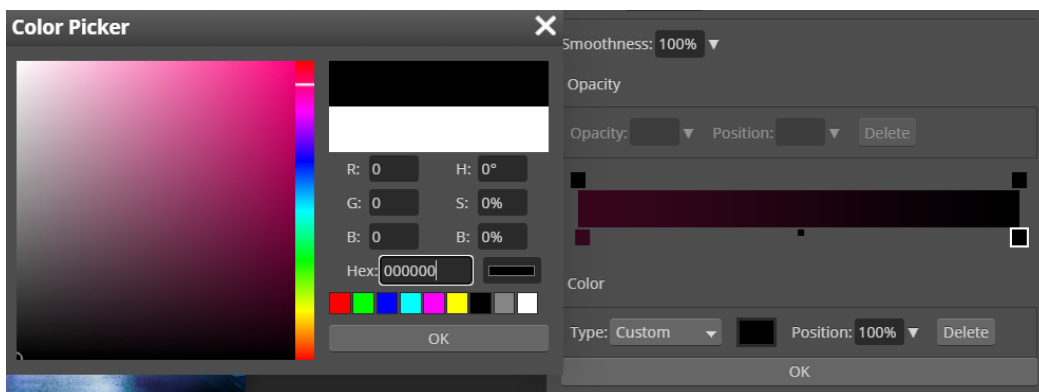 Color Picker
R: 0 H: 0°
G: 0 S: 0%
B: 0 B: 0%
Hex: 000000
OK
Smoothness: 100%
Opacity
Opacity: Position: Delete
Color
Type: Custom Position: 100% Delete
OK